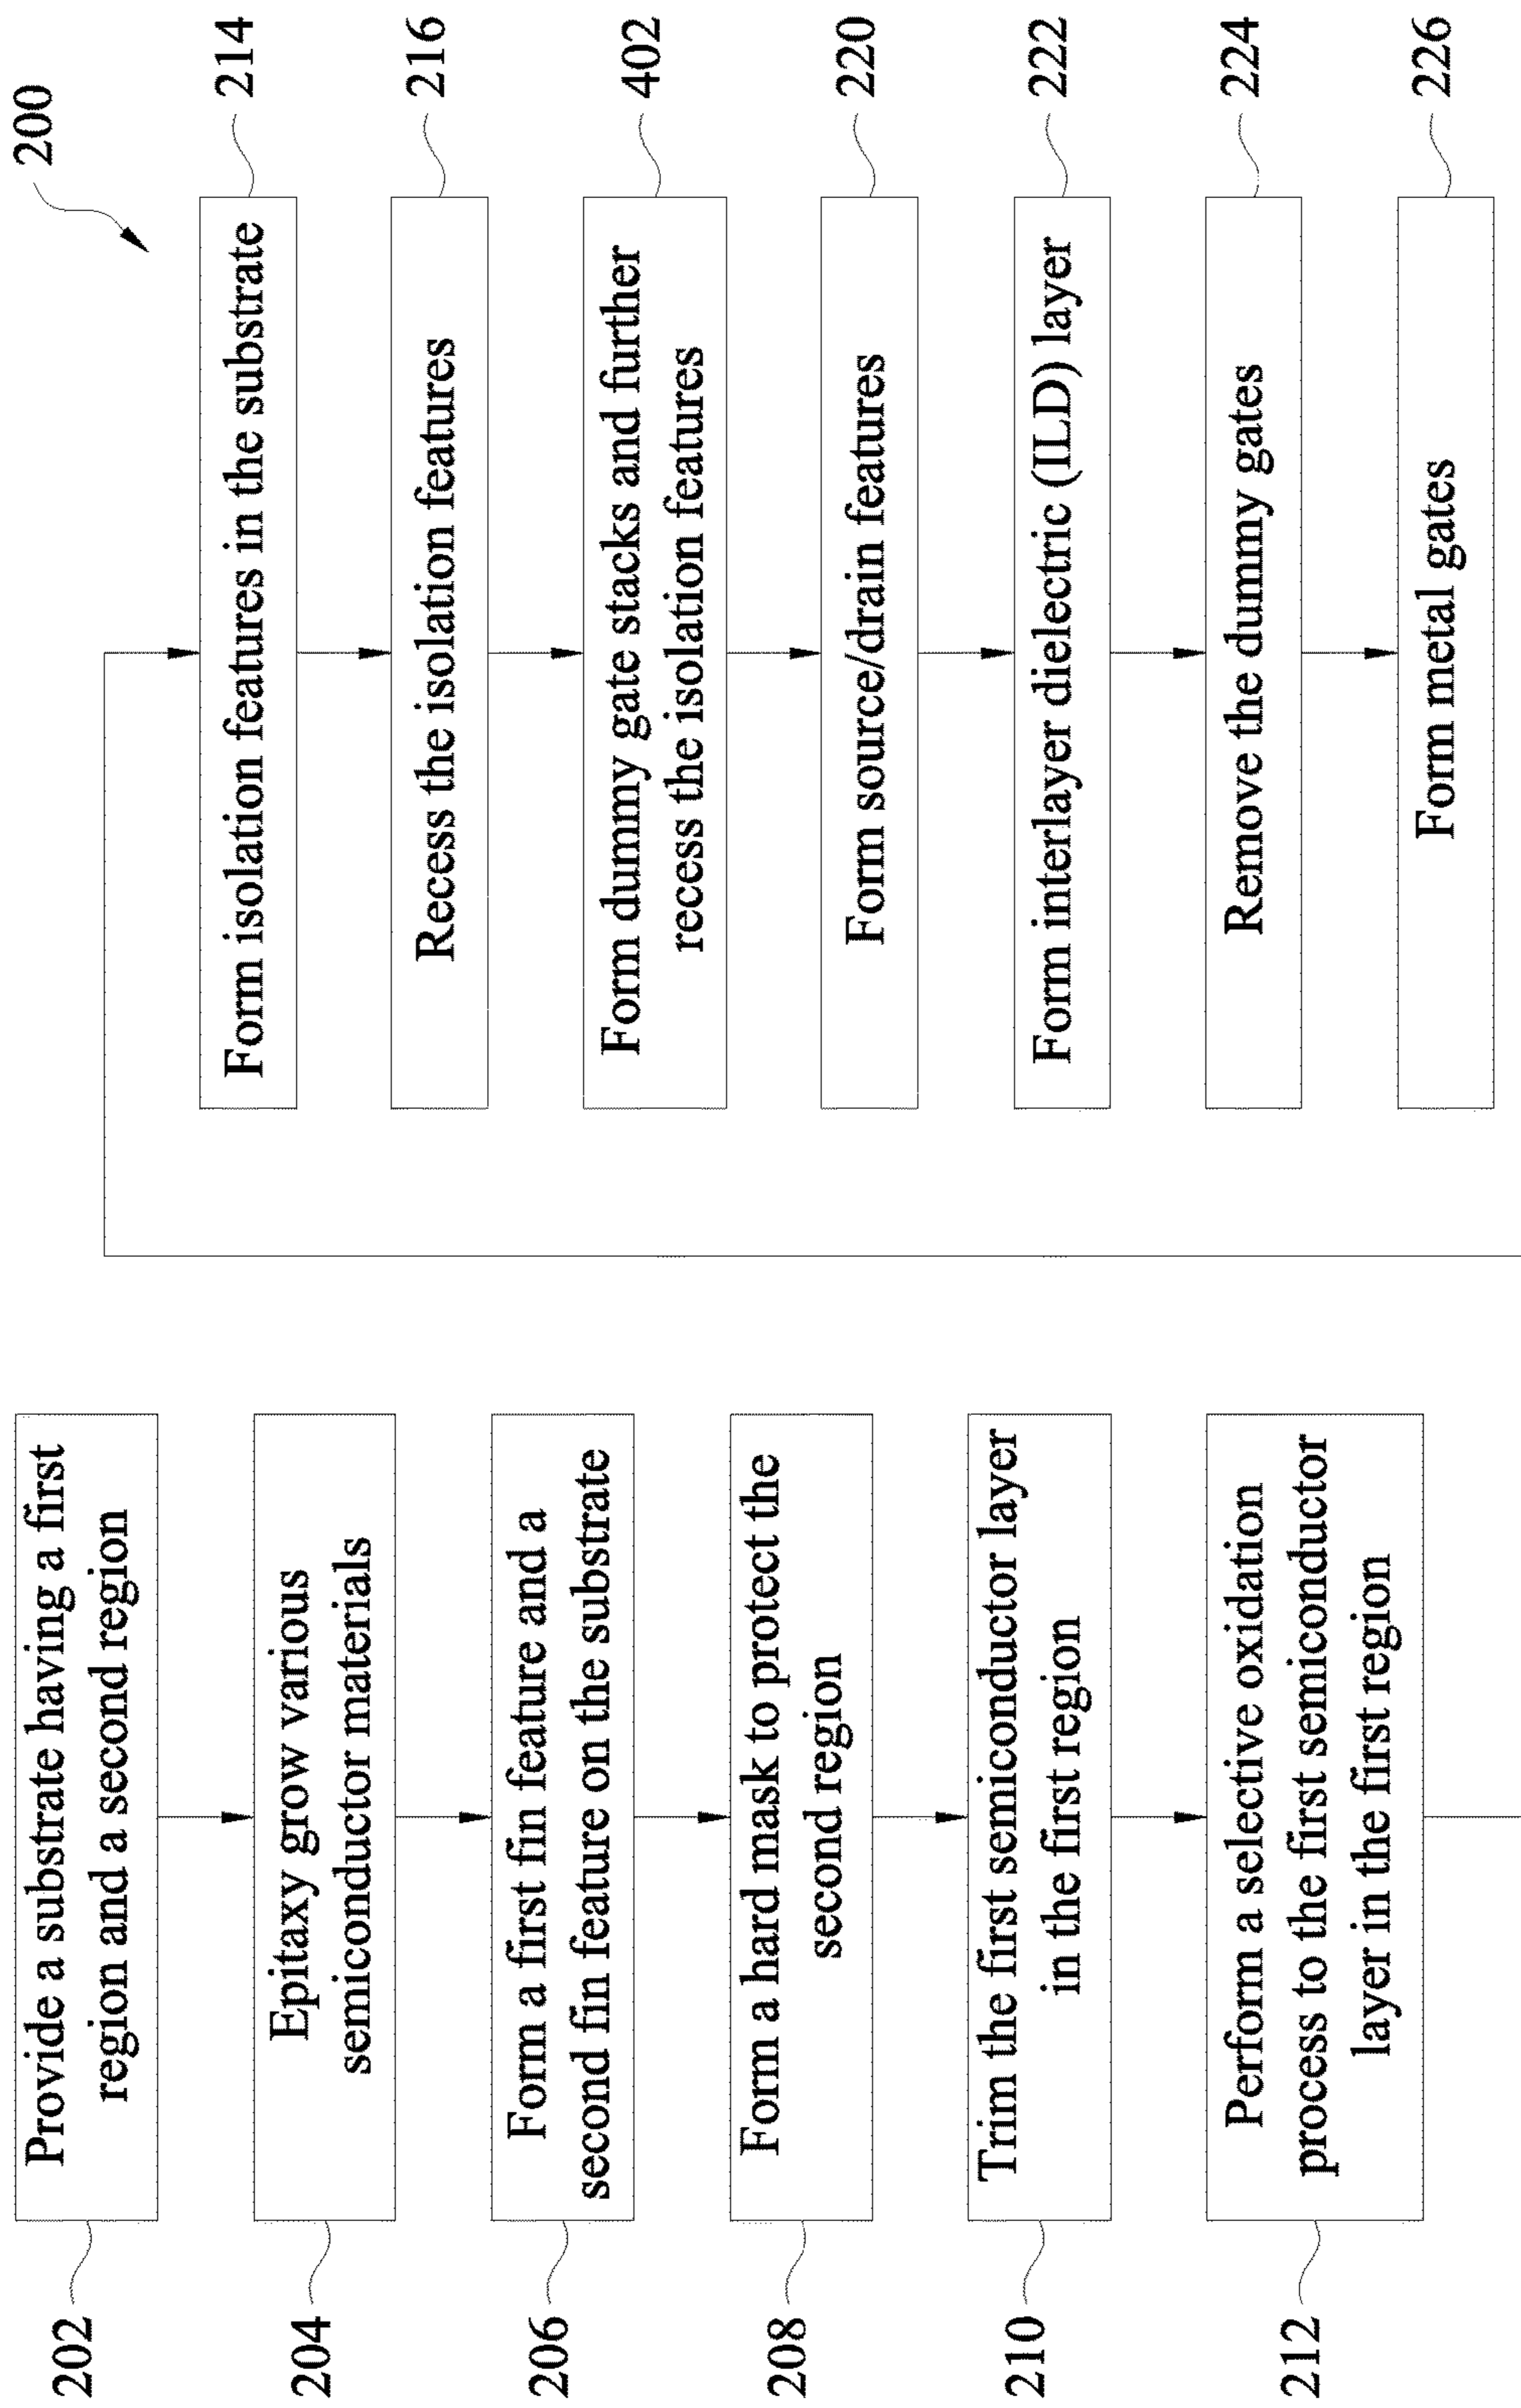 200
202
Provide a substrate having a first
region and a second region
204
Epitaxy grow various
semiconductor materials
206
Form a first fin feature and a
second fin feature on the substrate
208
Form a hard mask to protect the
second region
210
Trim the first semiconductor layer
in the first region
212
Perform a selective oxidation
process to the first semiconductor
layer in the first region
Form isolation features in the substrate
214
Recess the isolation features
216
Form dummy gate stacks and further
recess the isolation features
402
Form source/drain features
220
Form interlayer dielectric (ILD) layer
222
Remove the dummy gates
224
Form metal gates
226